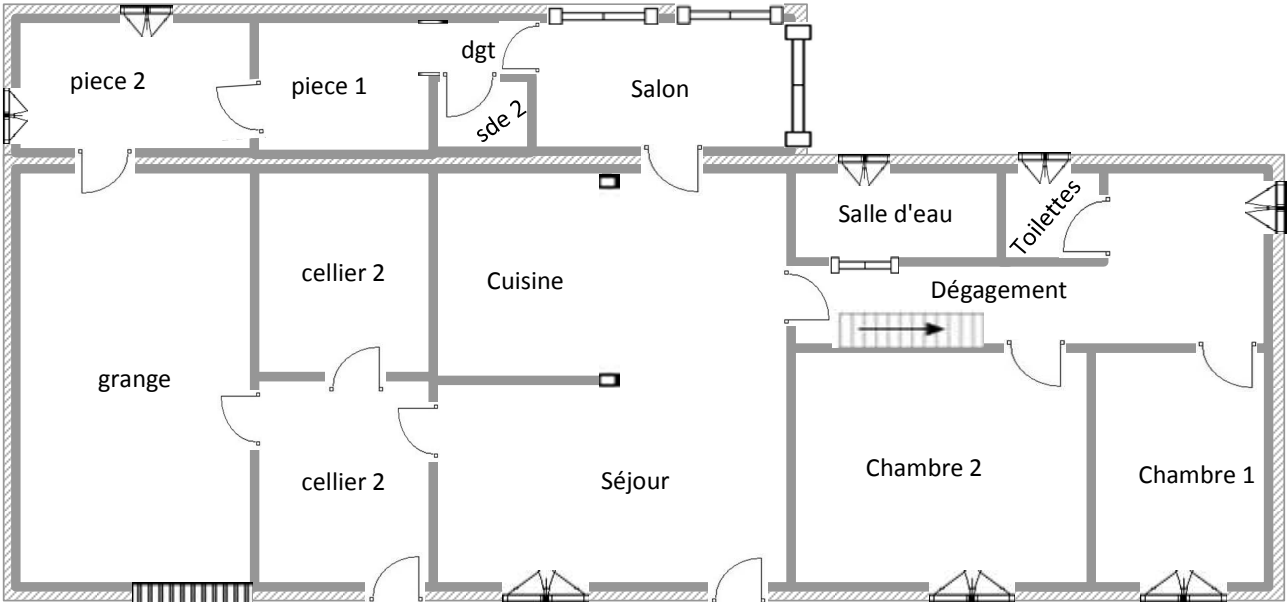 piece 2
piece 1
dgt
sde 2
Salon
Salle d'eau
Toilettes
cellier 2
Cuisine
Dégagement
grange
cellier 2
Séjour
Chambre 2
Chambre 1